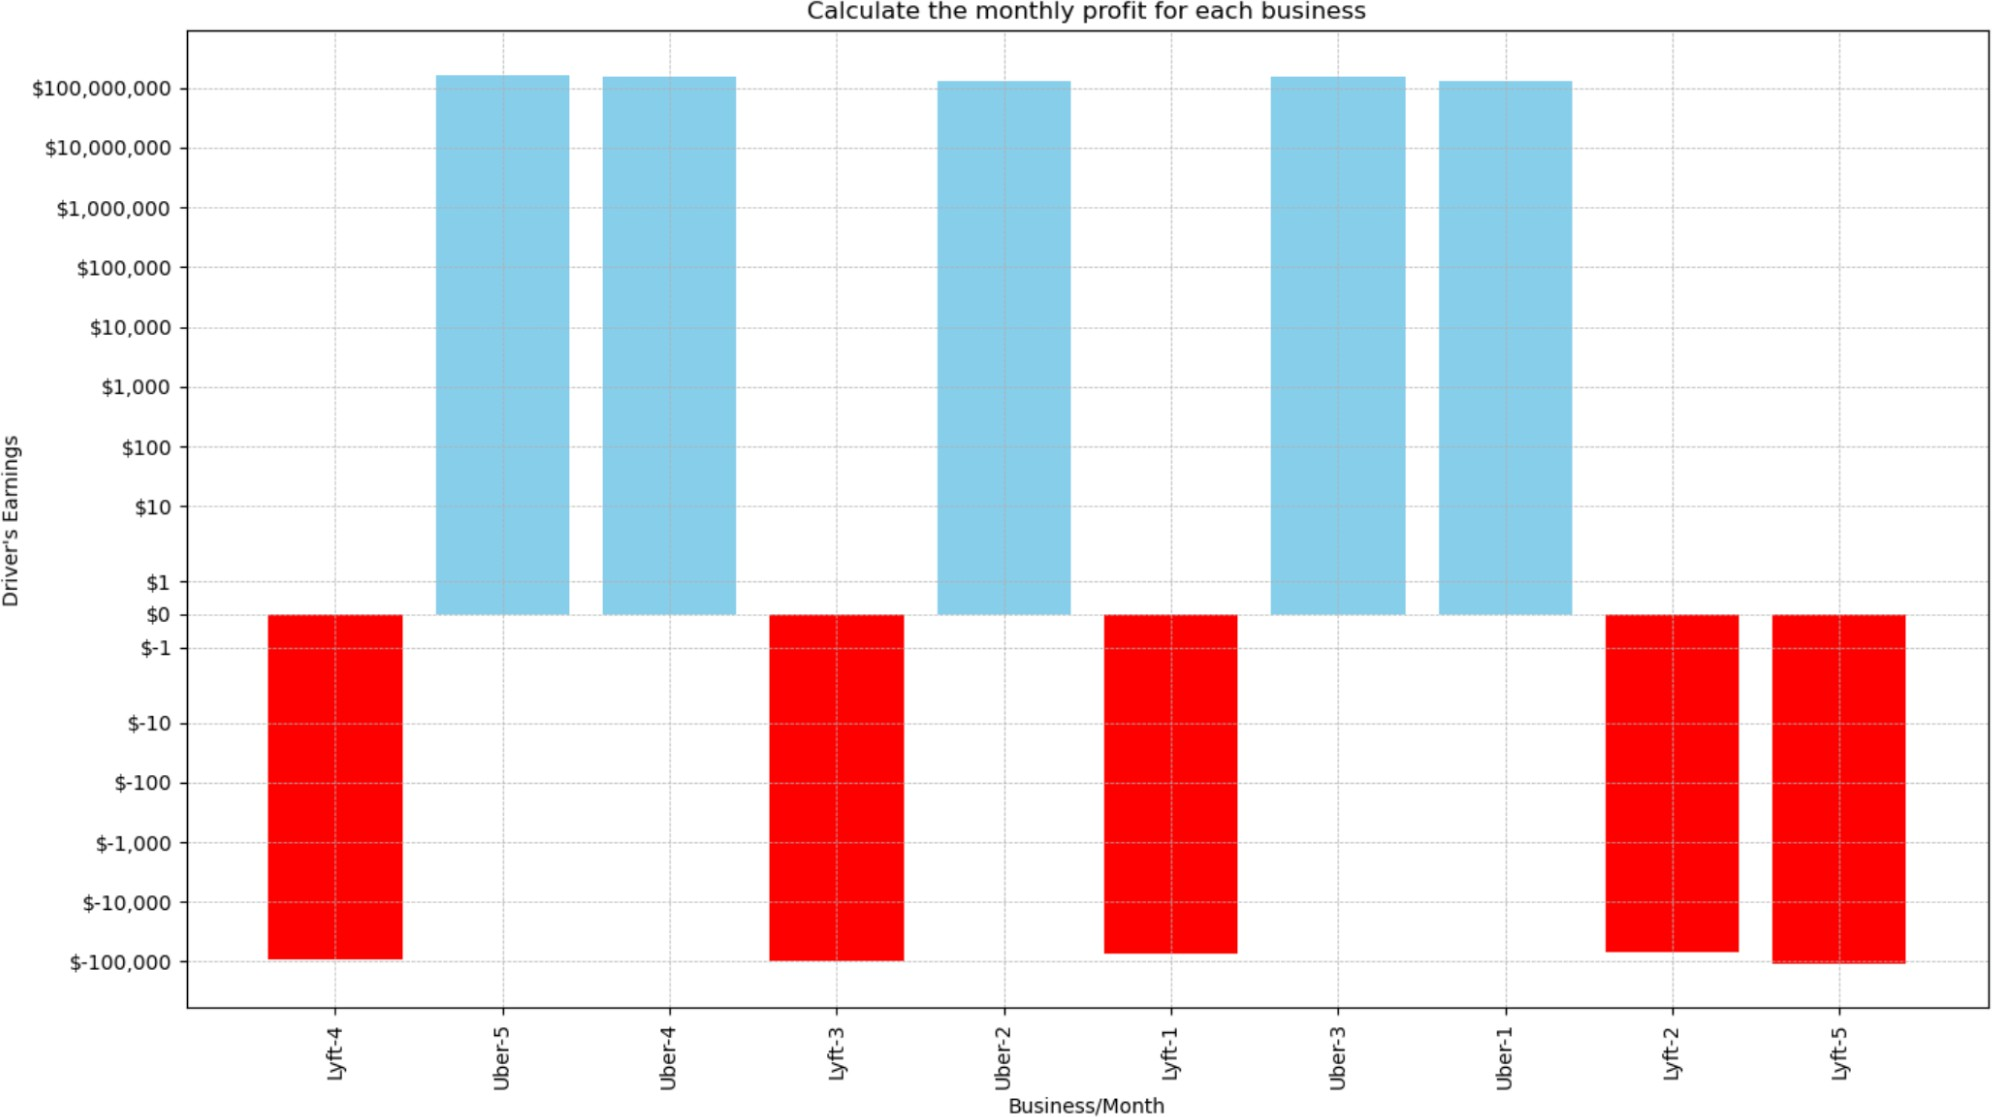 Calculate the monthly profit for each business
Driver's Earnings
$100,000,000
$10,000,000
$1,000,000
$100,000
$10,000
$1,000
$100
$10
$1
$0
$-1
$-10
$-100
$-1,000
$-10,000
$-100,000
Lyft-4
Uber-5
Uber-4
Lyft-3
Uber-2
Lyft-1
Uber-3
Uber-1
Lyft-2
Lyft-5
Business/Month